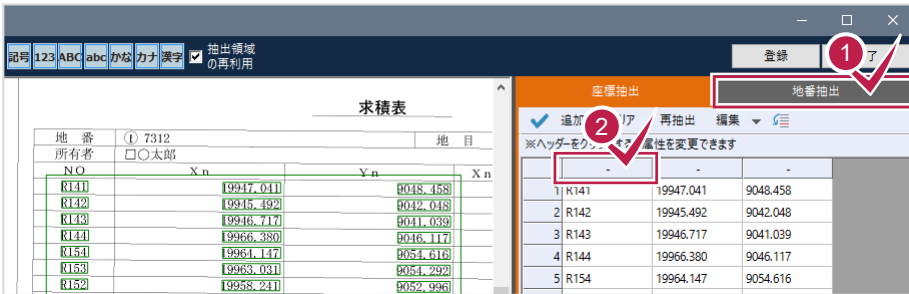 記号 123 ABC abc かな カナ 漢字 抽出領域
の再利用
登録 了
1
座標抽出 地番抽出
求積表
追加 リア 再抽出 編集
2
※ヘッダーをク する 属性を変更できます
地 番 ① 7312 地 目
所有者 □○太郎
NO Xn Yn Xn
R141 19947.041 9048.458
R142 19945.492 9042.048
R143 19946.717 9041.039
R144 19966.380 9046.117
R154 19964.147 9054.616
R153 19963.031 9054.292
R152 19958.241 9052.996
- - -
1 R141 19947.041 9048.458
2 R142 19945.492 9042.048
3 R143 19946.717 9041.039
4 R144 19966.380 9046.117
5 R154 19964.147 9054.616